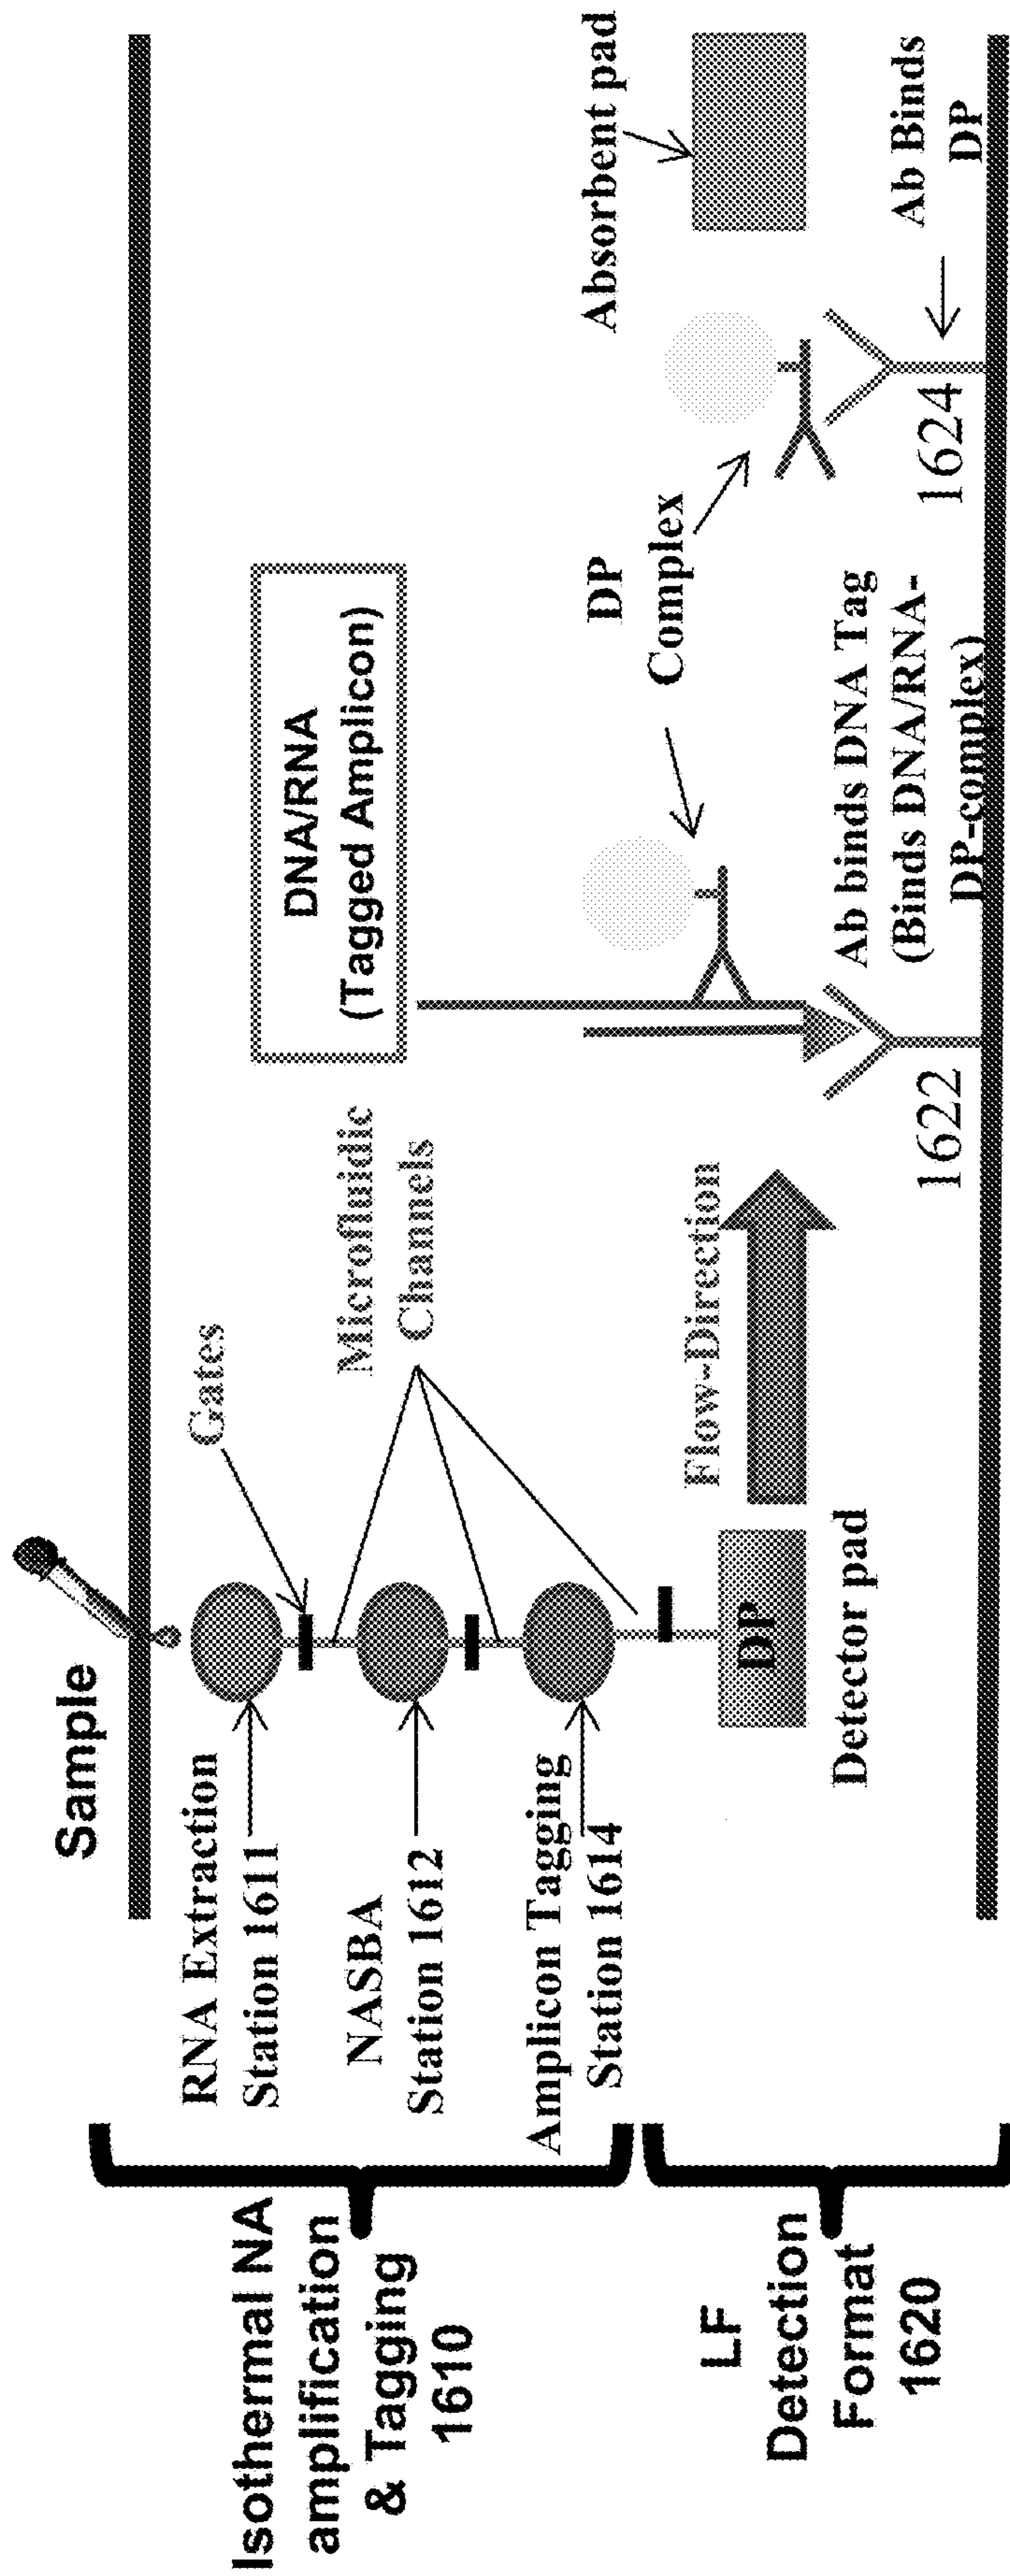 Sample
Isothermal NA
amplification
& Tagging
1610
RNA Extraction
Station 1611
NASBA
Station 1612
Amplicon Tagging
Station 1614
Gates
Microfluidic
Channels
DNA/RNA
(Tagged Amplicon)
LF
Detection
Format
1620
DP
Detector pad
Flow-Direction
1622
Ab binds DNA Tag
(Binds DNA/RNA-
DP-complex)
DP
Complex
1624
Absorbent pad
Ab Binds
DP